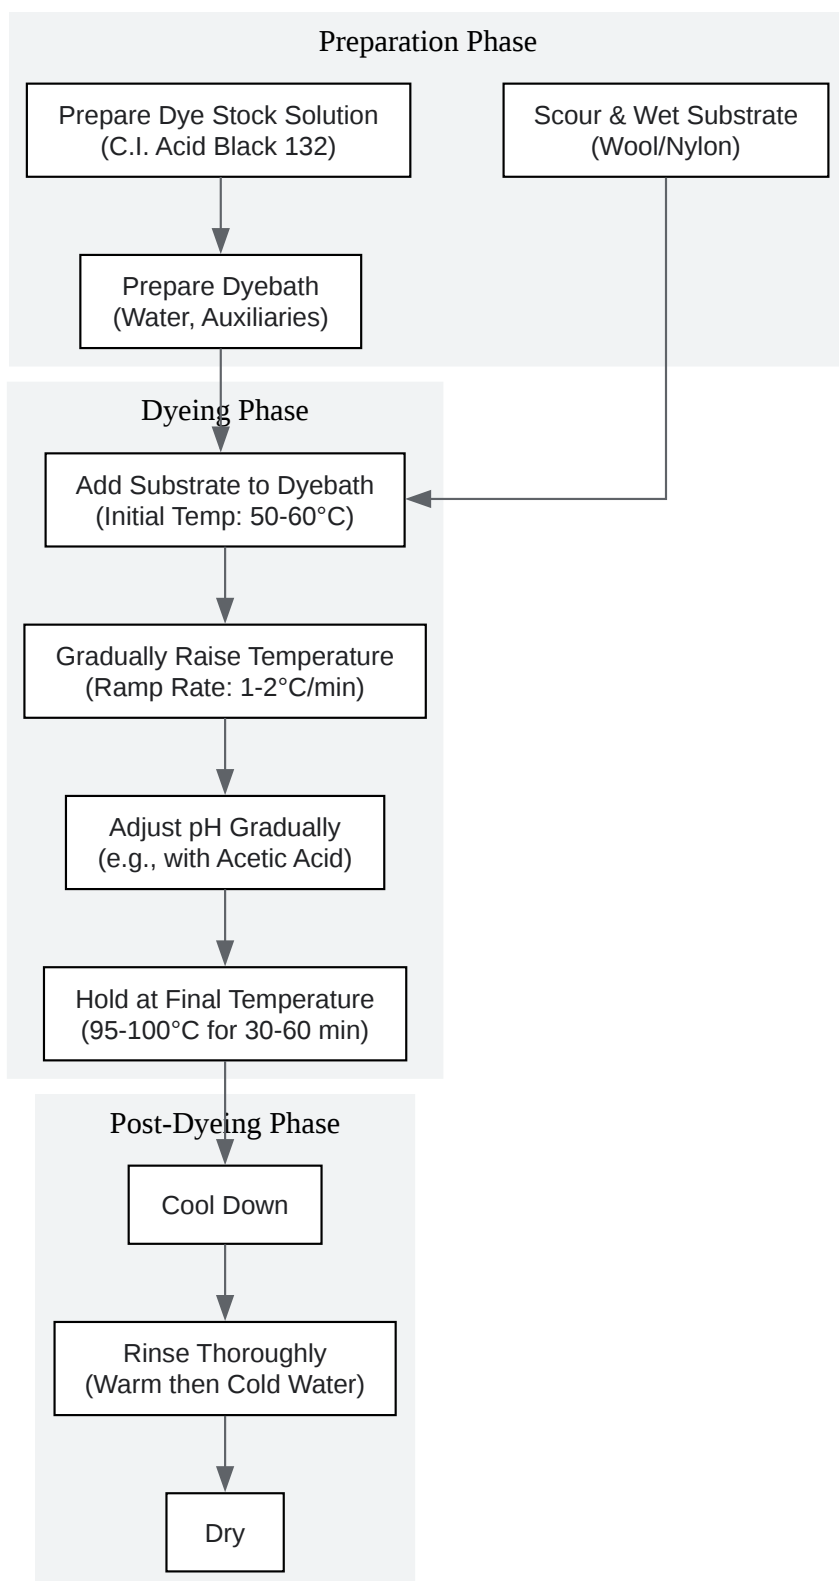 Preparation Phase
Prepare Dye Stock Solution
(C.I. Acid Black 132)
Scour & Wet Substrate
(Wool/Nylon)
Prepare Dyebath
(Water, Auxiliaries)
Dyeing Phase
Add Substrate to Dyebath
(Initial Temp: 50-60°C)
Gradually Raise Temperature
(Ramp Rate: 1-2°C/min)
Adjust pH Gradually
(e.g., with Acetic Acid)
Hold at Final Temperature
(95-100°C for 30-60 min)
Post-Dyeing Phase
Cool Down
Rinse Thoroughly
(Warm then Cold Water)
Dry